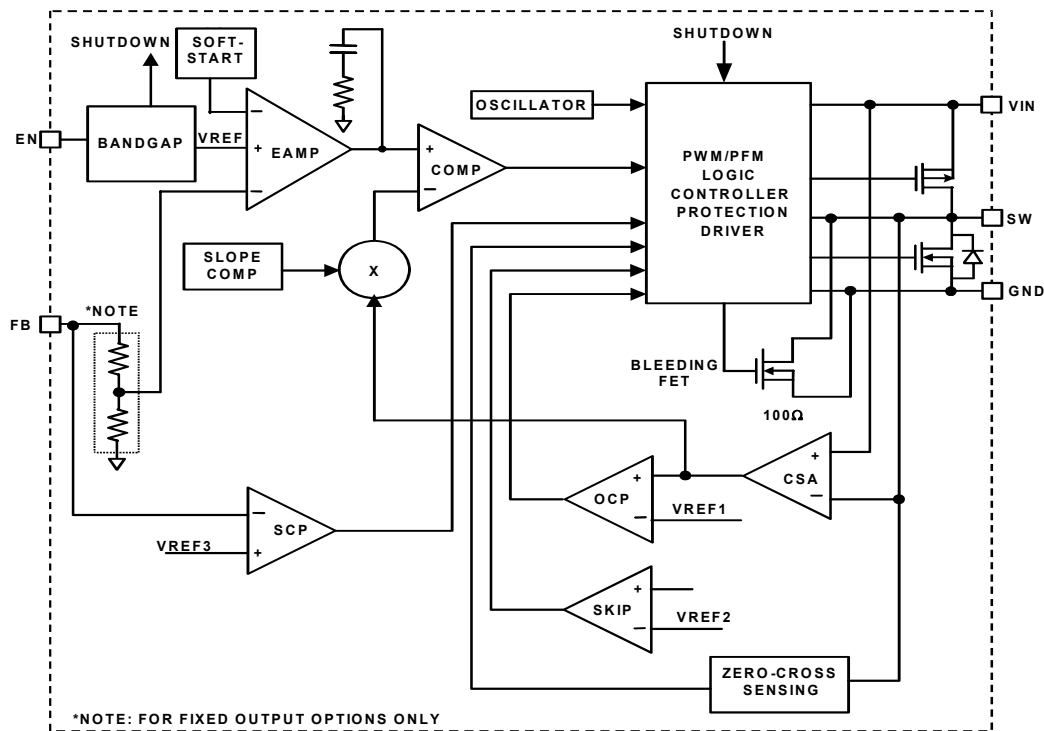 SHUTDOWN
SOFT-
START
SHUTDOWN
OSCILLATOR
VIN
EN
BANDGAP
VREF
−
+
−
EAMP
+
−
COMP
PWM/PFM
LOGIC
CONTROLLER
PROTECTION
DRIVER
SW
SLOPE
COMP
X
GND
FB
*NOTE
BLEEDING
FET
100Ω
+
−
CSA
+
−
OCP
VREF1
−
+
SCP
VREF3
+
−
SKIP
VREF2
ZERO-CROSS
SENSING
*NOTE: FOR FIXED OUTPUT OPTIONS ONLY